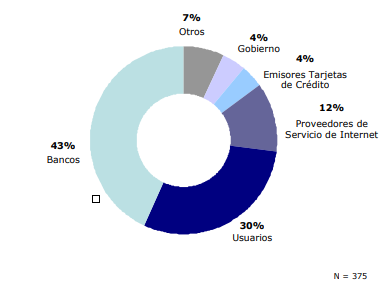 7%
Otros
4%
Gobierno
4%
Emisores Tarjetas
de Crédito
12%
Proveedores de
Servicio de Internet
43%
Bancos
30%
Usuarios
N = 375